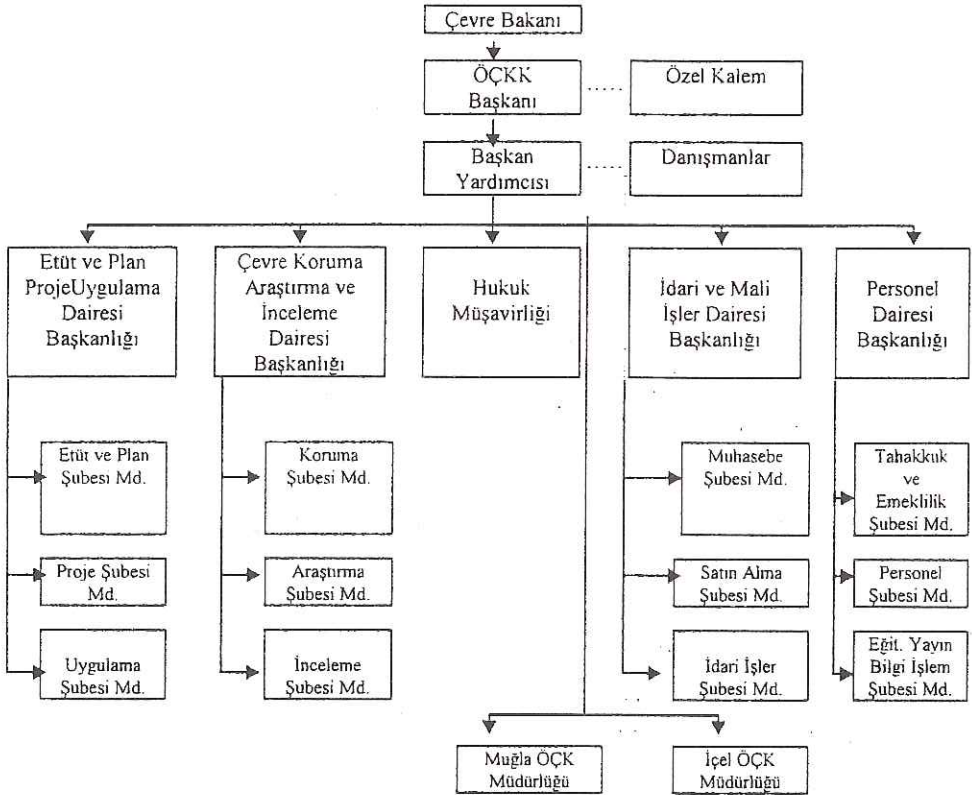 Çevre Bakanı
ÖÇKK
Başkanı
Özel Kalem
Başkan
Yardımcısı
Danışmanlar
Etüt ve Plan
ProjeUygulama
Dairesi
Başkanlığı
Çevre Koruma
Araştırma ve
İnceleme
Dairesi
Başkanlığı
Hukuk
Müşavirliği
İdari ve Mali
İşler Dairesi
Başkanlığı
Personel
Dairesi
Başkanlığı
Etüt ve Plan
Şubesi Md.
Koruma
Şubesi Md.
Muhasebe
Şubesi Md.
Tahakkuk
ve
Emeklilik
Şubesi Md.
Proje Şubesi
Md.
Araştırma
Şubesi Md.
Satın Alma
Şubesi Md.
Personel
Şubesi Md.
Uygulama
Şubesi Md.
İnceleme
Şubesi Md.
İdari İşler
Şubesi Md.
Eğit. Yayın
Bilgi İşlem
Şubesi Md.
Muğla ÖÇK
Müdürlüğü
İçel ÖÇK
Müdürlüğü